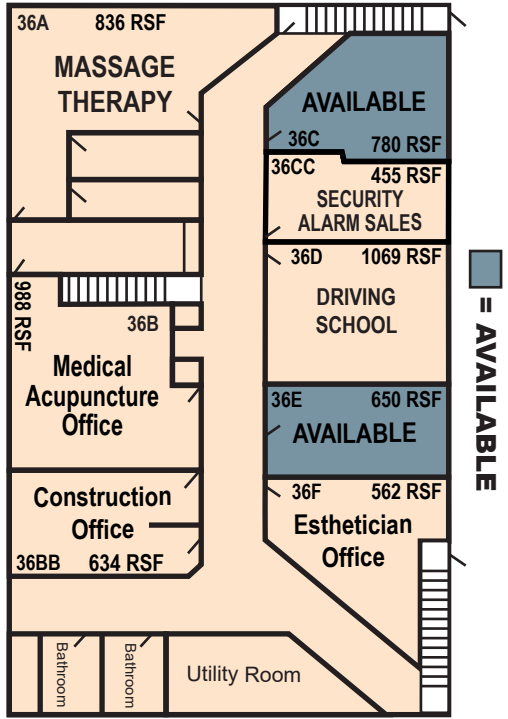 36A 836 RSF
MASSAGE
THERAPY
AVAILABLE
36C 780 RSF
36CC 455 RSF
SECURITY
ALARM SALES
36D 1069 RSF
DRIVING
SCHOOL
988 RSF
36B
Medical
Acupuncture
Office
36E 650 RSF
AVAILABLE
Construction
Office
36BB 634 RSF
36F 562 RSF
Esthetician
Office
Bathroom
Bathroom
Utility Room
= AVAILABLE